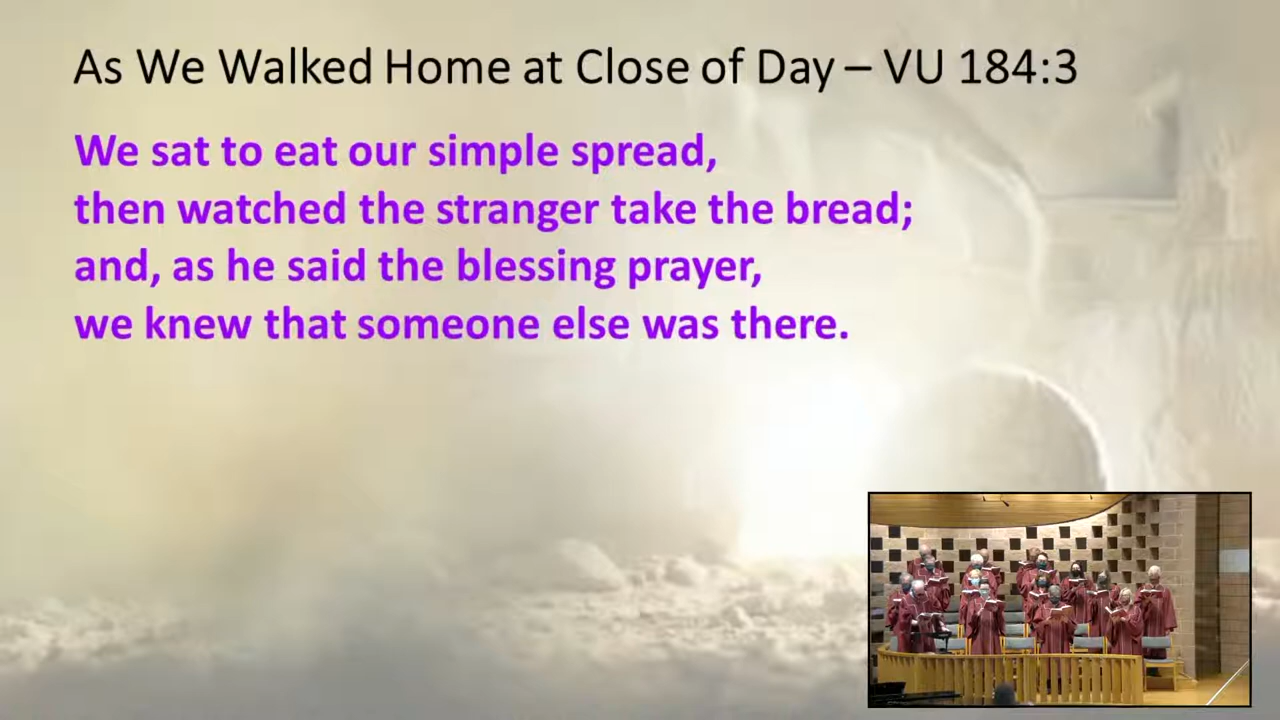 As We Walked Home at Close of Day – VU 184:3
We sat to eat our simple spread,
then watched the stranger take the bread;
and, as he said the blessing prayer,
we knew that someone else was there.